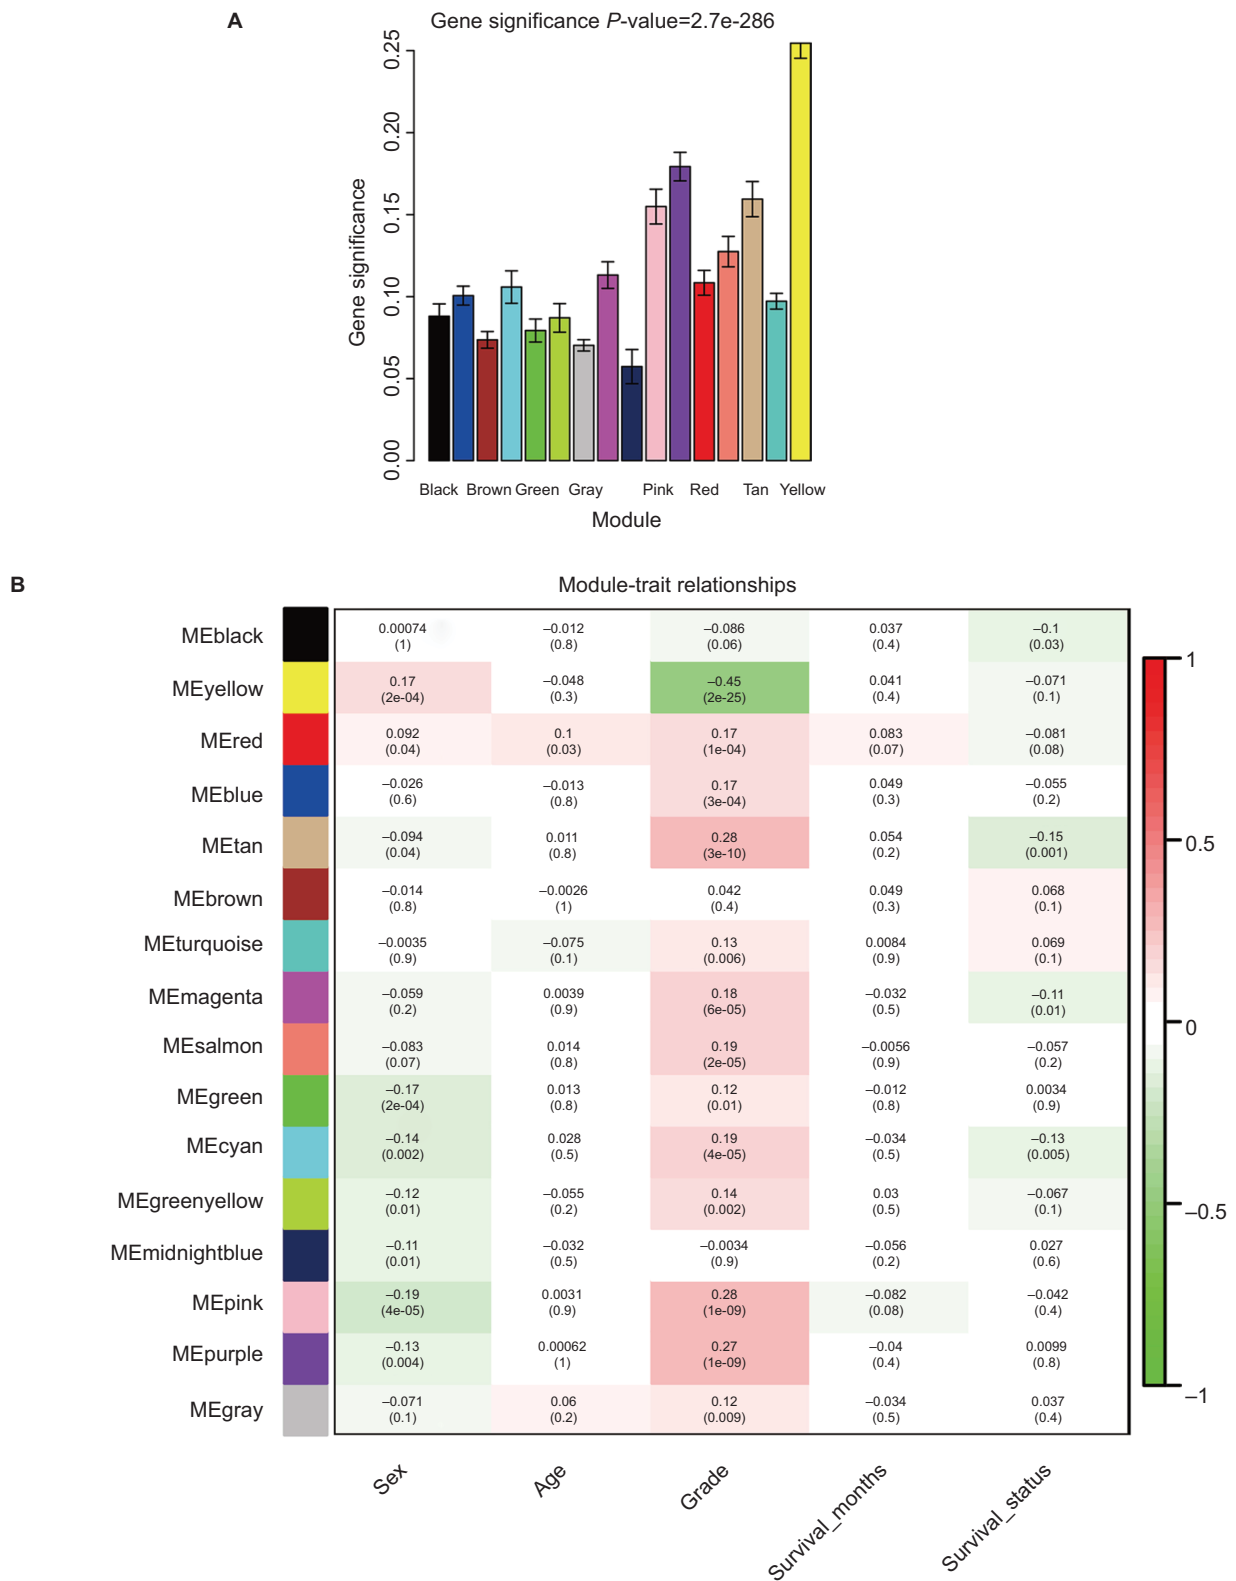 A
Gene significance P-value=2.7e-286
Gene significance
0.25
0.20
0.15
0.10
0.05
0.00
Black Brown Green Gray Pink Red Tan Yellow
Module
B
Module-trait relationships
MEblack 0.00074 –0.012 –0.086 0.037 –0.1
(1) (0.8) (0.06) (0.4) (0.03)
MEyellow 0.17 –0.048 –0.45 0.041 –0.071
(2e-04) (0.3) (2e-25) (0.4) (0.1)
MEred 0.092 0.1 0.17 0.083 –0.081
(0.04) (0.03) (1e-04) (0.07) (0.08)
MEblue –0.026 –0.013 0.17 0.049 –0.055
(0.6) (0.8) (3e-04) (0.3) (0.2)
MEtan –0.094 0.011 0.28 0.054 –0.15
(0.04) (0.8) (3e-10) (0.2) (0.001)
MEbrown –0.014 –0.0026 0.042 0.049 0.068
(0.8) (1) (0.4) (0.3) (0.1)
MEturquoise –0.0035 –0.075 0.13 0.0084 0.069
(0.9) (0.1) (0.006) (0.9) (0.1)
MEmagenta –0.059 0.0039 0.18 –0.032 –0.11
(0.2) (0.9) (6e-05) (0.5) (0.01)
MEsalmon –0.083 0.014 0.19 –0.0056 –0.057
(0.07) (0.8) (2e-05) (0.9) (0.2)
MEgreen –0.17 0.013 0.12 –0.012 0.0034
(2e-04) (0.8) (0.01) (0.8) (0.9)
MEcyan –0.14 0.028 0.19 –0.034 –0.13
(0.002) (0.5) (4e-05) (0.5) (0.005)
MEgreenyellow –0.12 –0.055 0.14 0.03 –0.067
(0.01) (0.2) (0.002) (0.5) (0.1)
MEmidnightblue –0.11 –0.032 –0.0034 –0.056 0.027
(0.01) (0.5) (0.9) (0.2) (0.6)
MEpink –0.19 0.0031 0.28 –0.082 –0.042
(4e-05) (0.9) (1e-09) (0.08) (0.4)
MEpurple –0.13 0.00062 0.27 –0.04 0.0099
(0.004) (1) (1e-09) (0.4) (0.8)
MEgray –0.071 0.06 0.12 –0.034 0.037
(0.1) (0.2) (0.009) (0.5) (0.4)
Sex Age Grade Survival_months Survival_status
1
0.5
0
–0.5
–1